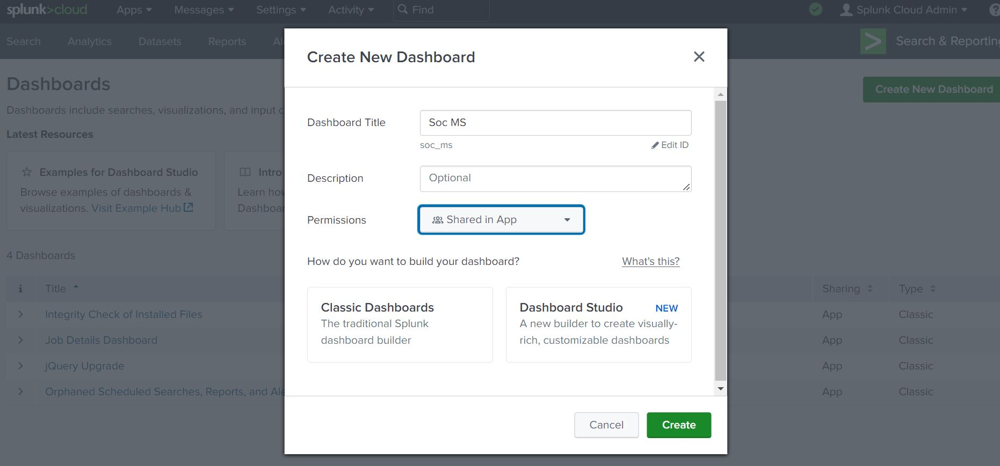 splunk>cloud Apps Messages Settings Activity Find Splunk Cloud Admin ?
Search Analytics Datasets Reports Search & Reporting
Create New Dashboard
Dashboards
Create New Dashboard
Dashboards include searches, visualizations, and input
Latest Resources
Examples for Dashboard Studio
Browse examples of dashboards &
visualizations. Visit Example Hub
Intro
Learn how
4 Dashboards
i Title Sharing Type
Integrity Check of Installed Files App Classic
Job Details Dashboard App Classic
jQuery Upgrade App Classic
Orphaned Scheduled Searches, Reports, and App Classic
Dashboard Title Soc MS
soc_ms Edit ID
Description Optional
Permissions Shared in App
How do you want to build your dashboard? What's this?
Classic Dashboards
The traditional Splunk
dashboard builder
Dashboard Studio NEW
A new builder to create visually-
rich, customizable dashboards
Cancel Create